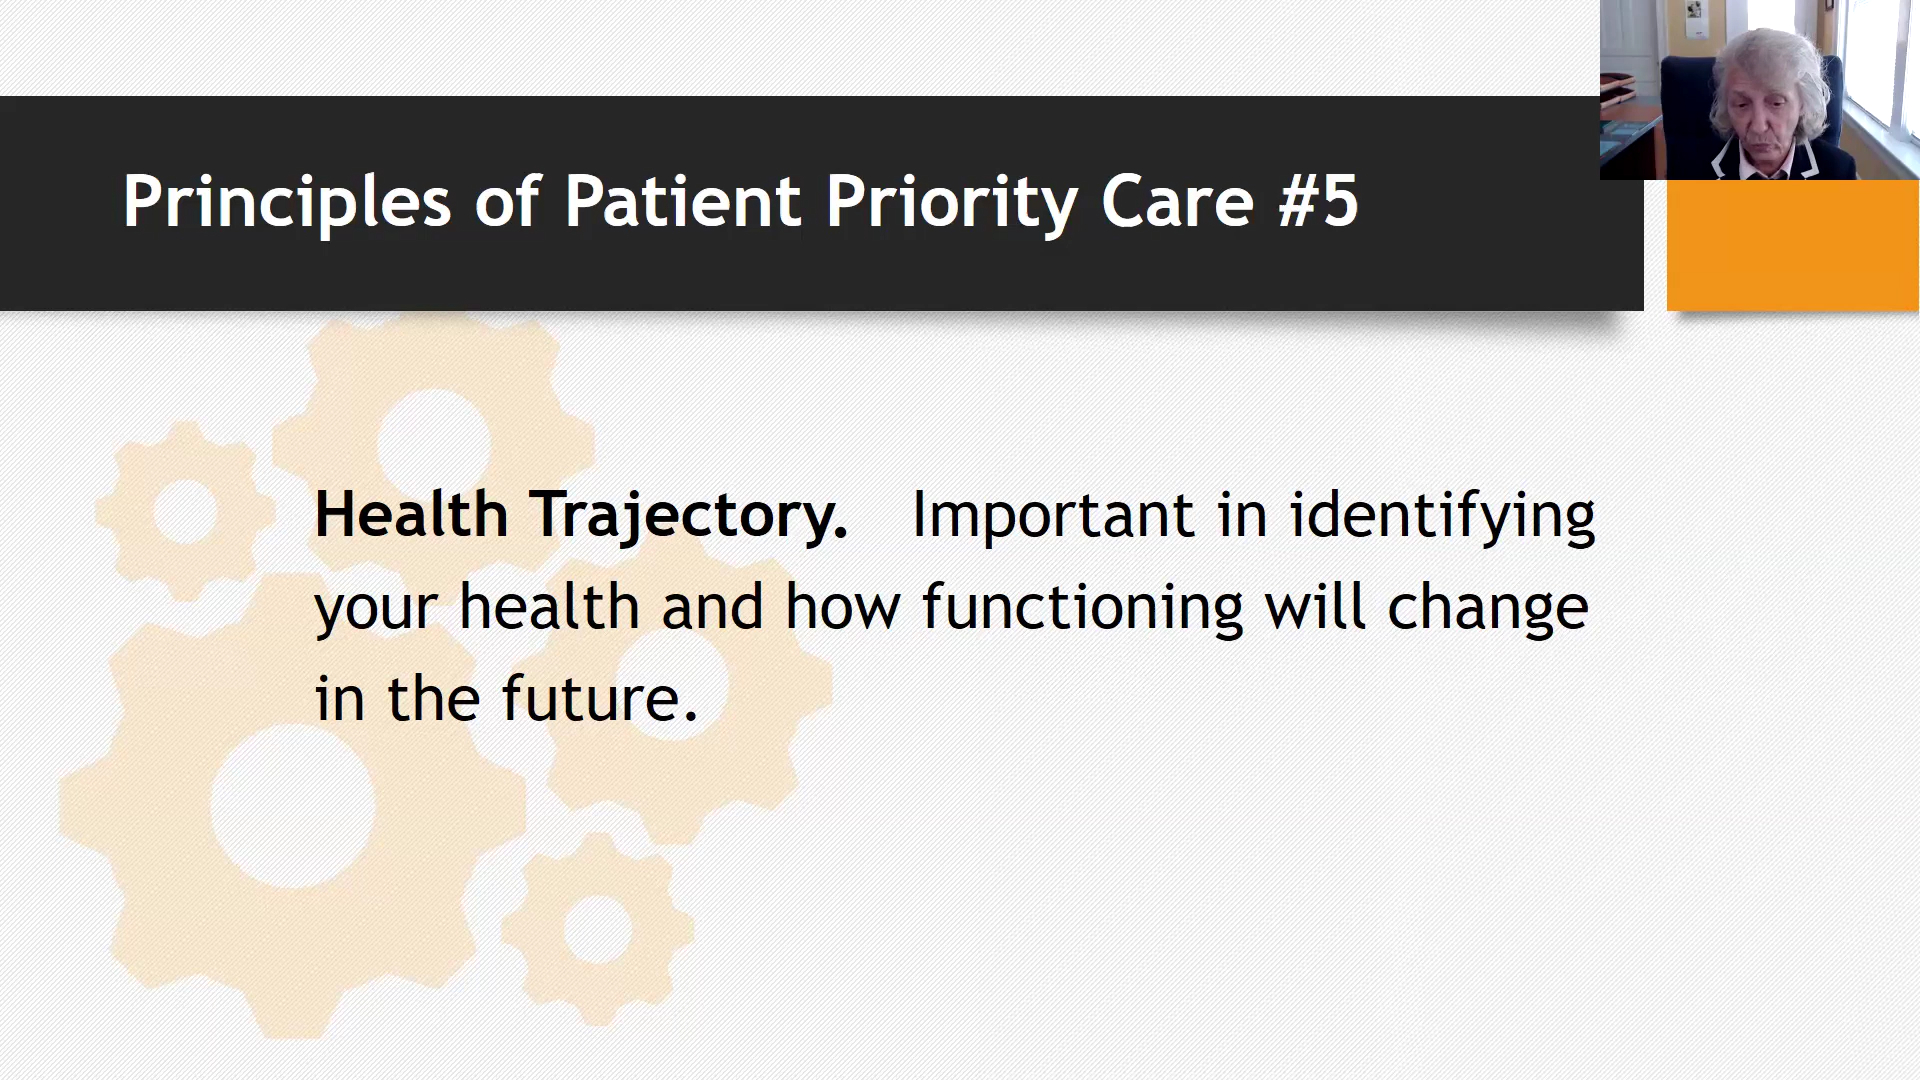 Principles of Patient Priority Care #5
Health Trajectory. Important in identifying
your health and how functioning will change
in the future.